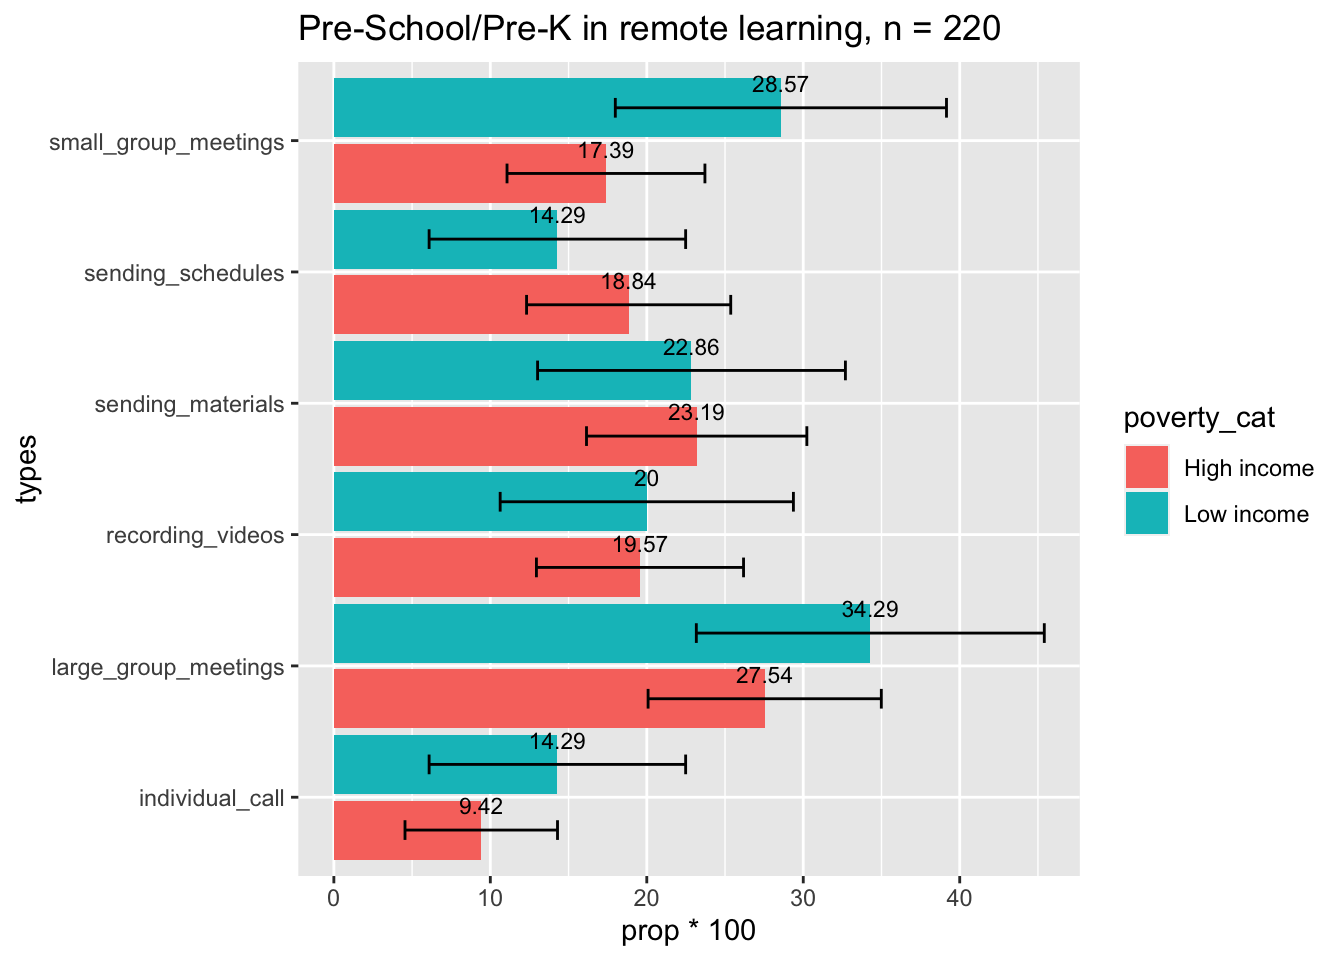 Pre-School/Pre-K in remote learning, n = 220
types
small_group_meetings
28.57
17.39
sending_schedules
14.29
18.84
sending_materials
22.86
23.19
recording_videos
20
19.57
large_group_meetings
34.29
27.54
individual_call
14.29
9.42
0 10 20 30 40
prop * 100
poverty_cat
High income
Low income